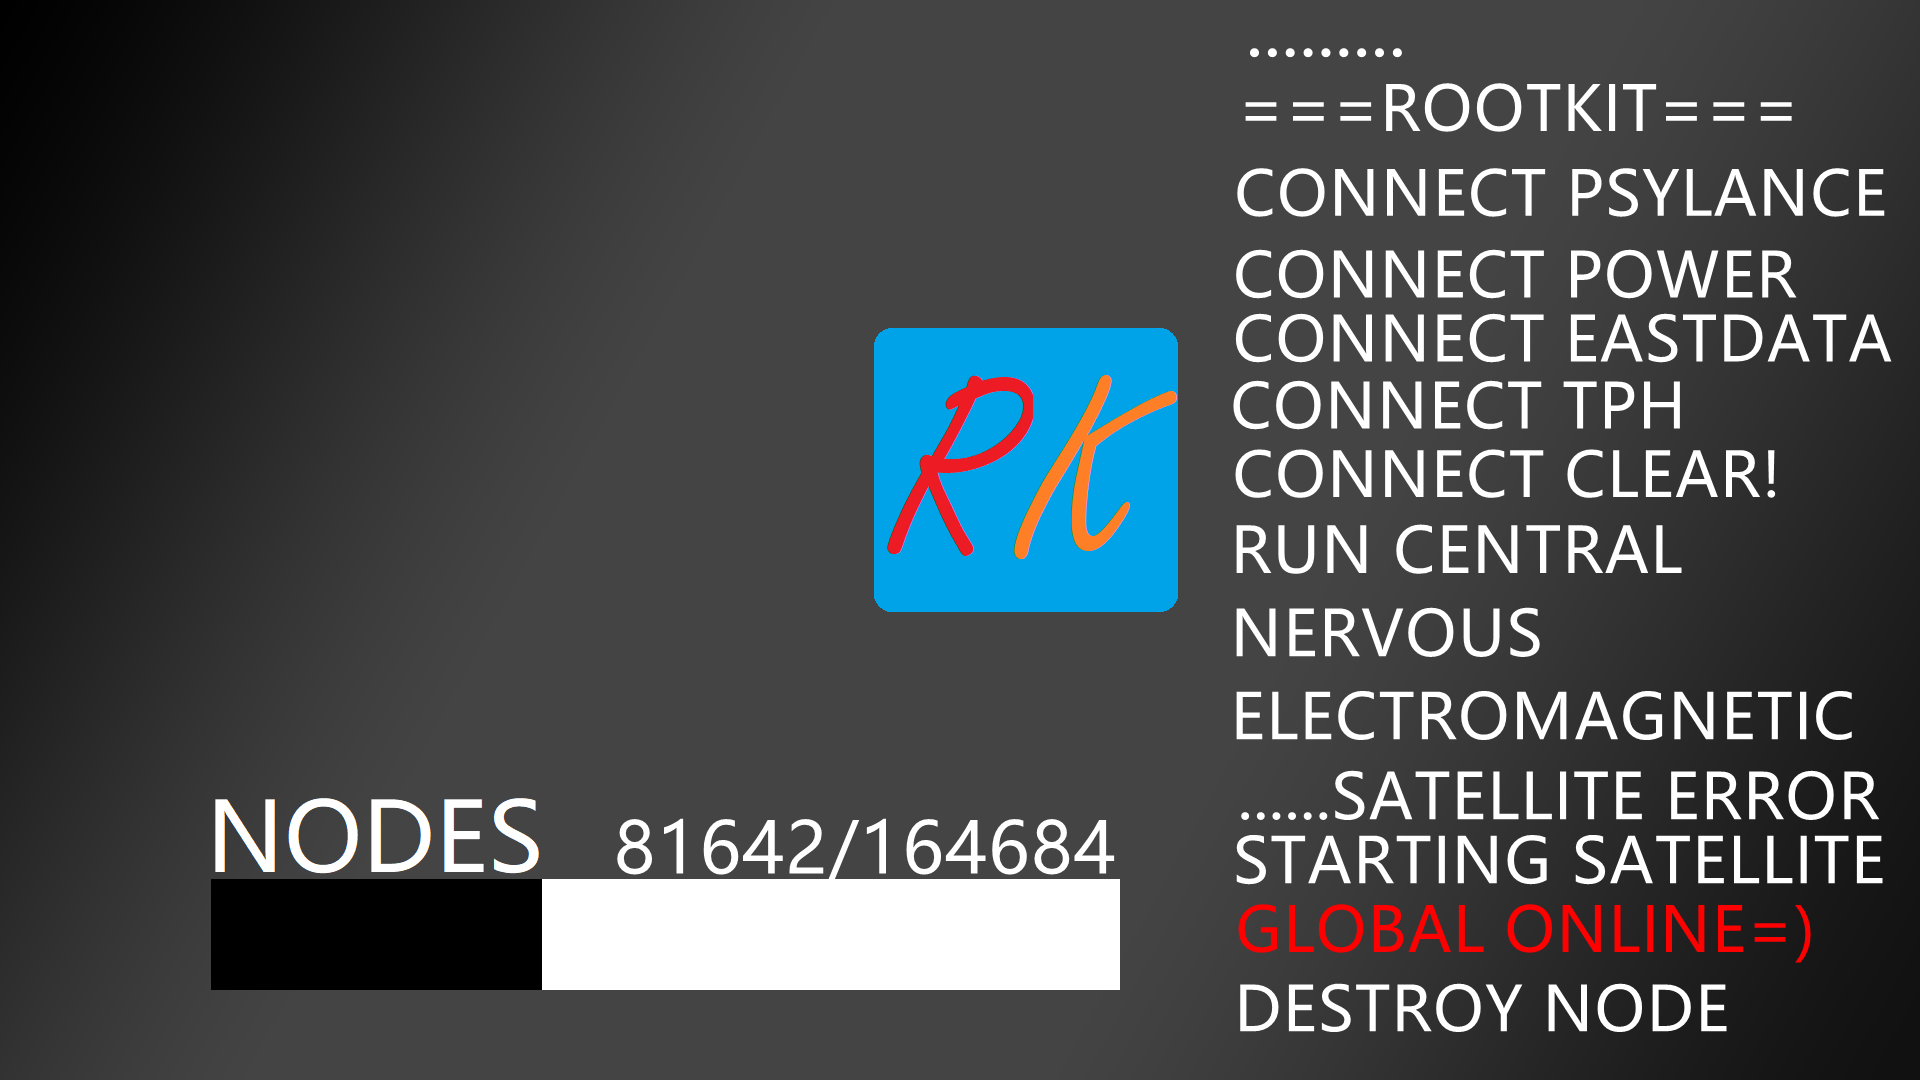 .........
===ROOTKIT===
CONNECT PSYLANCE
CONNECT POWER
CONNECT EASTDATA
CONNECT TPH
CONNECT CLEAR!
RUN CENTRAL
NERVOUS
ELECTROMAGNETIC
......SATELLITE ERROR
STARTING SATELLITE
GLOBAL ONLINE=)
DESTROY NODE
RK
NODES 81642/164684